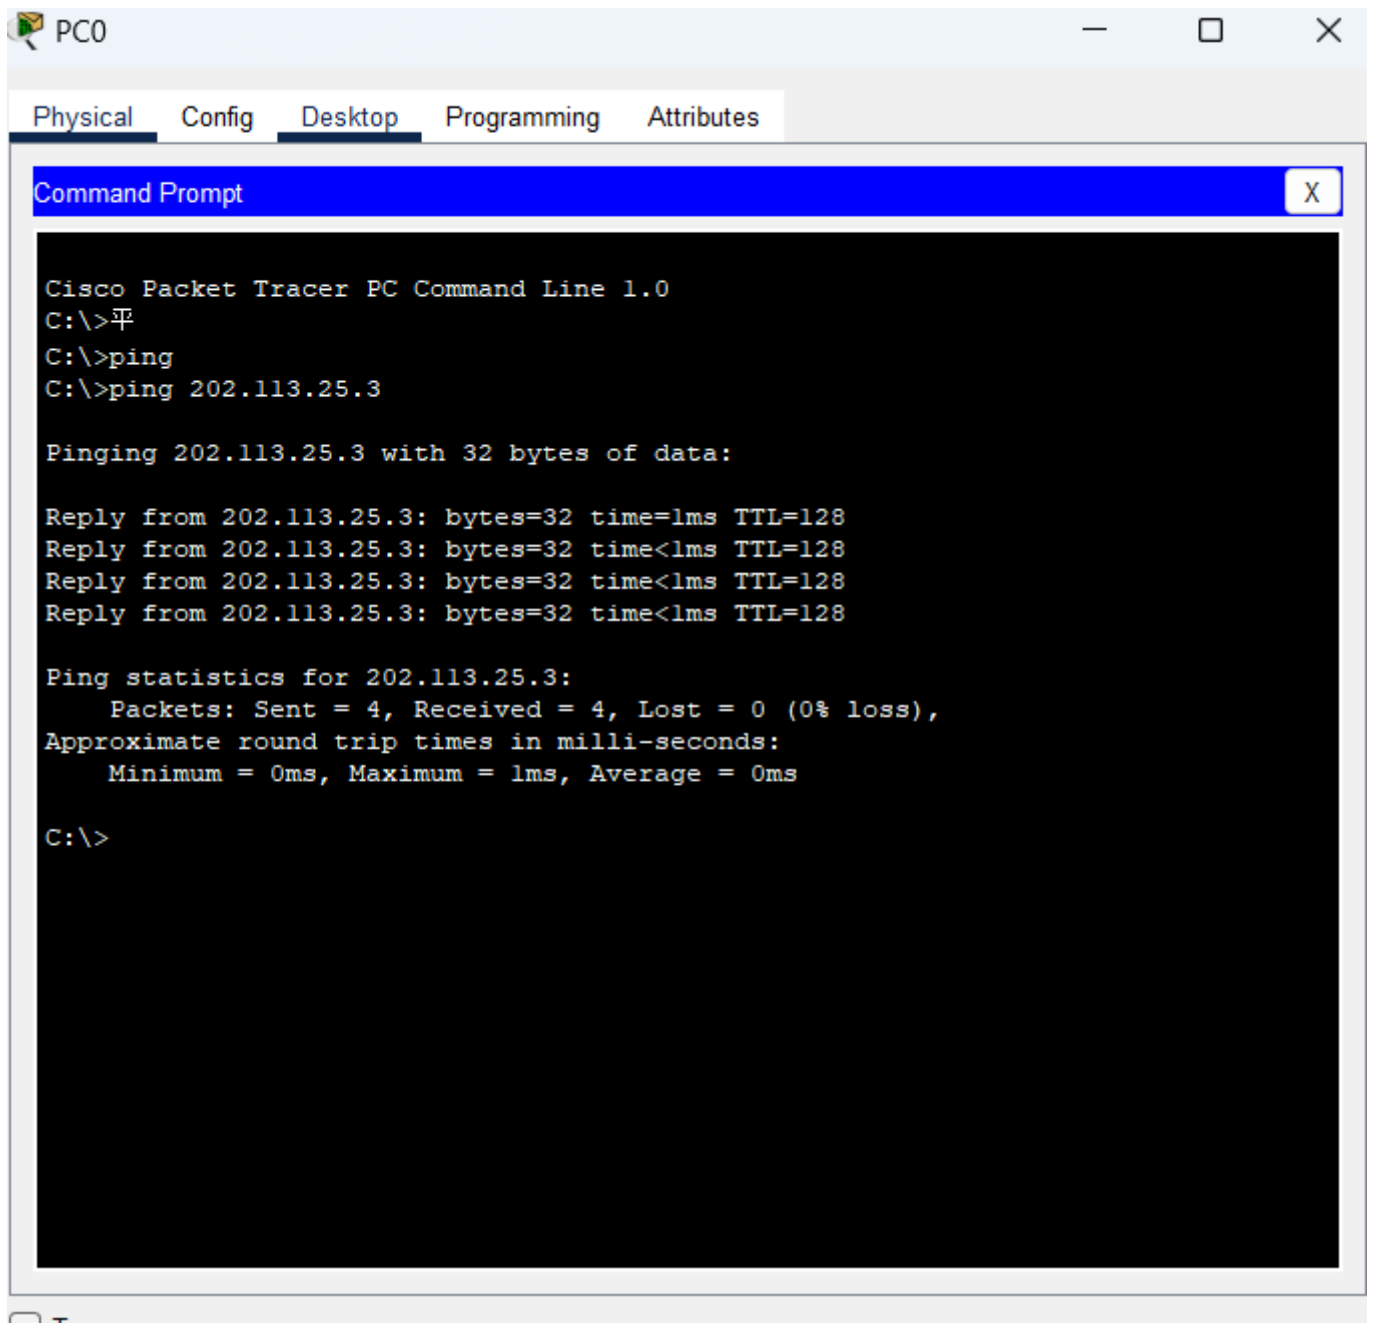 PC0
Physical Config Desktop Programming Attributes
Command Prompt
X
Cisco Packet Tracer PC Command Line 1.0
C:\>平
C:\>ping
C:\>ping 202.113.25.3
Pinging 202.113.25.3 with 32 bytes of data:
Reply from 202.113.25.3: bytes=32 time=1ms TTL=128
Reply from 202.113.25.3: bytes=32 time<1ms TTL=128
Reply from 202.113.25.3: bytes=32 time<1ms TTL=128
Reply from 202.113.25.3: bytes=32 time<1ms TTL=128
Ping statistics for 202.113.25.3:
Packets: Sent = 4, Received = 4, Lost = 0 (0% loss),
Approximate round trip times in milli-seconds:
Minimum = 0ms, Maximum = 1ms, Average = 0ms
C:\>